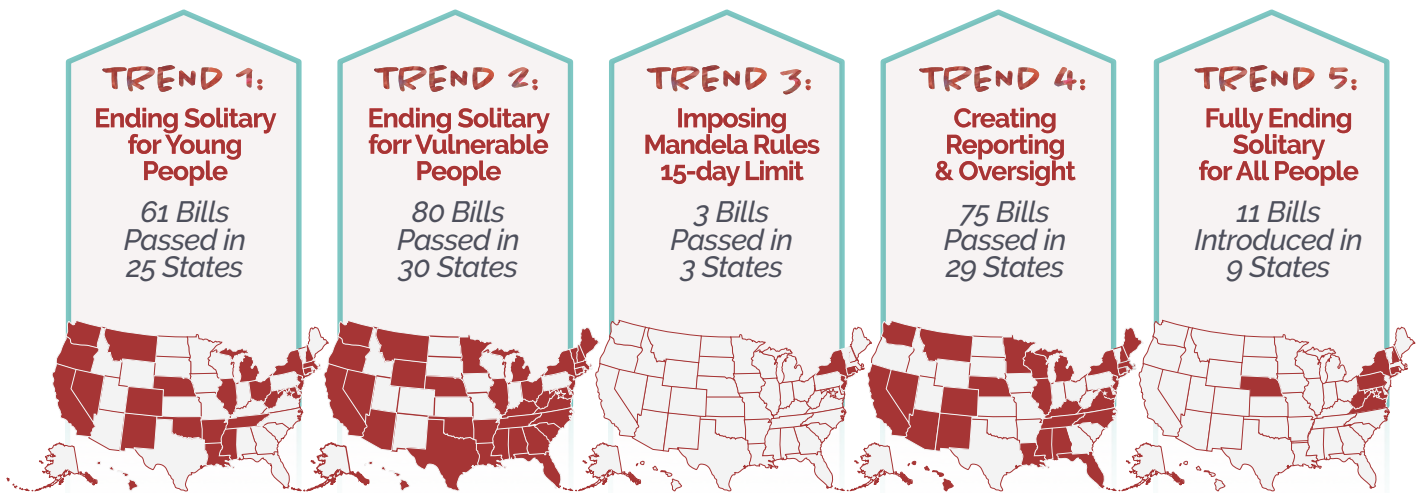 TREND 1:
Ending Solitary
for Young
People
61 Bills
Passed in
25 States
TREND 2:
Ending Solitary
forr Vulnerable
People
80 Bills
Passed in
30 States
TREND 3:
Imposing
Mandela Rules
15-day Limit
3 Bills
Passed in
3 States
TREND 4:
Creating
Reporting
& Oversight
75 Bills
Passed in
29 States
TREND 5:
Fully Ending
Solitary
for All People
11 Bills
Introduced in
9 States